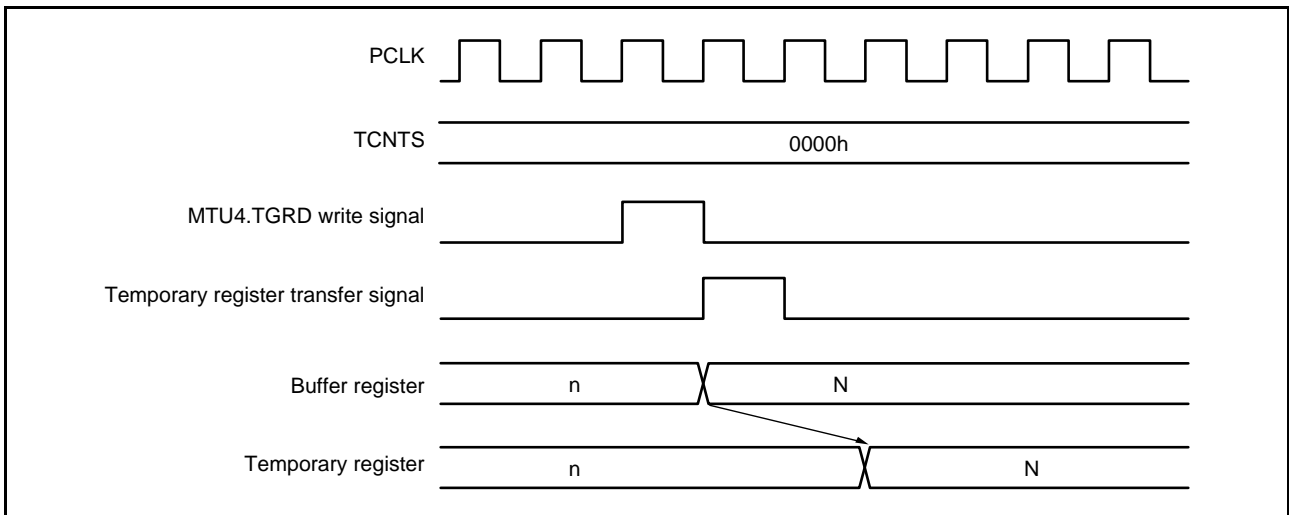 PCLK
TCNTS
0000h
MTU4.TGRD write signal
Temporary register transfer signal
Buffer register
n
N
Temporary register
n
N